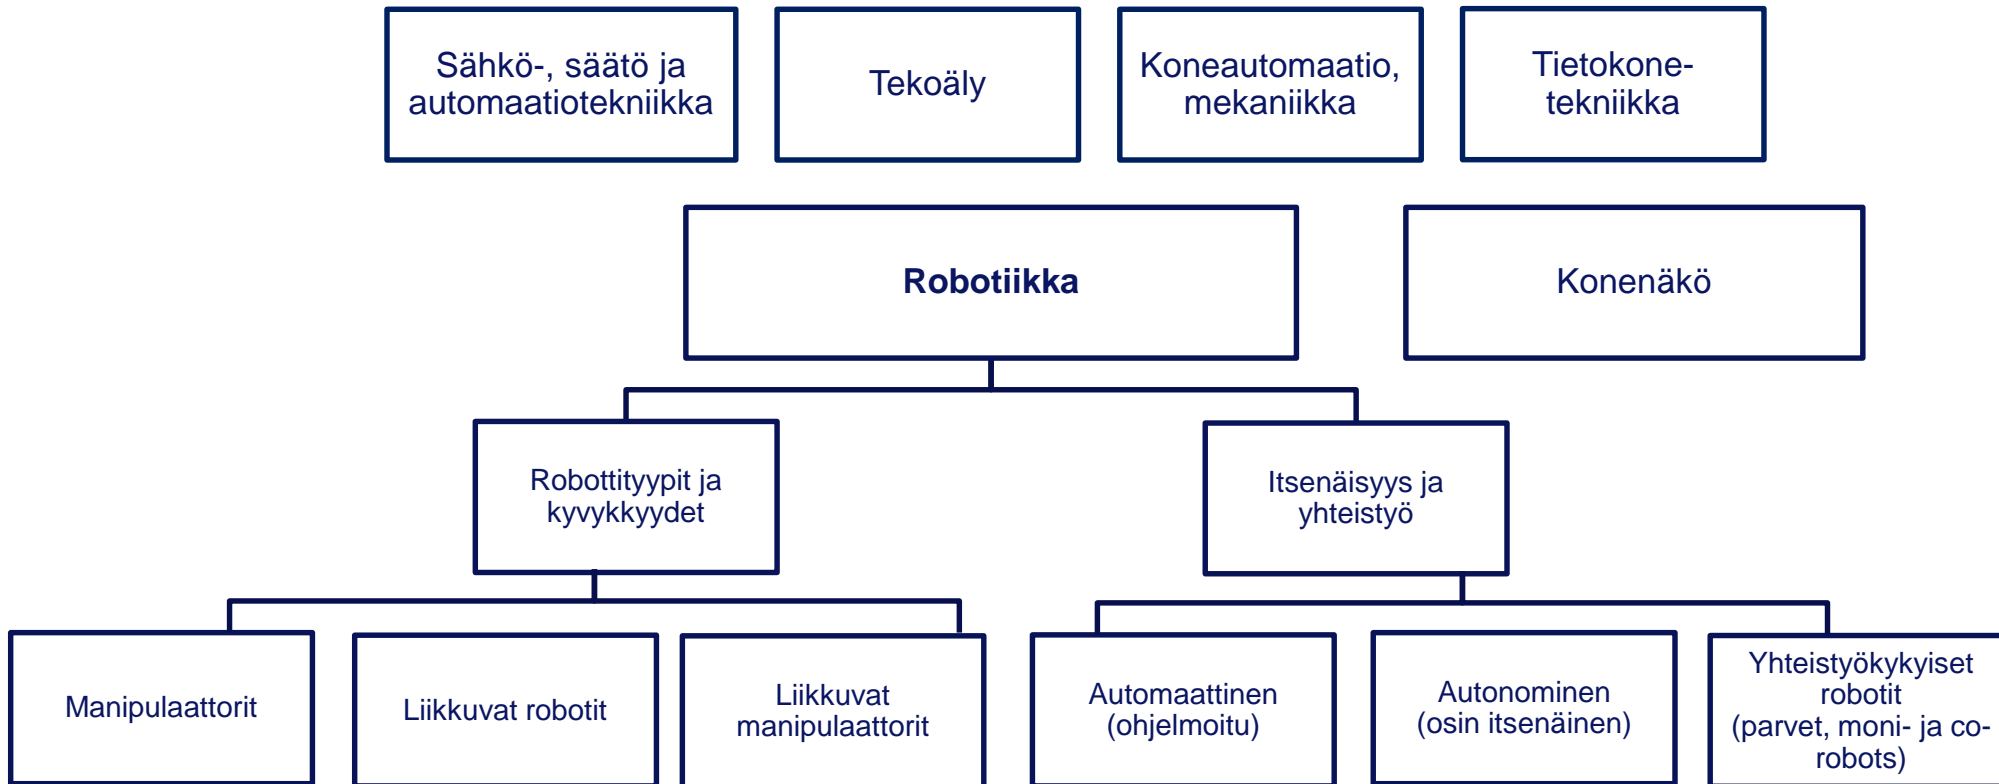 Sähkö-, säätö ja
automaatiotekniikka
Tekoäly
Koneautomaatio,
mekaniikka
Tietokone-
tekniikka
Robotiikka
Konenäkö
Robottityypit ja
kyvykkyydet
Itsenäisyys ja
yhteistyö
Manipulaattorit
Liikkuvat robotit
Liikkuvat
manipulaattorit
Automaattinen
(ohjelmoitu)
Autonominen
(osin itsenäinen)
Yhteistyökykyiset
robotit
(parvet, moni- ja co-
robots)